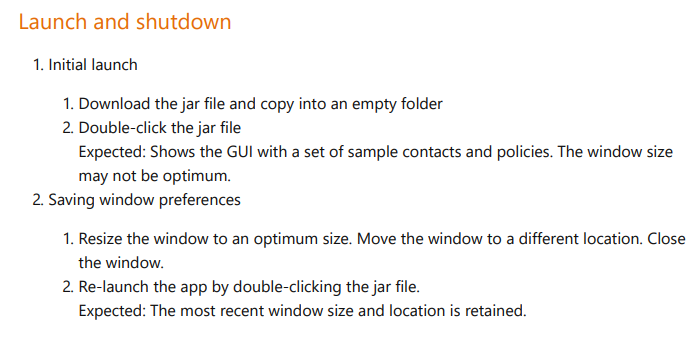 Launch and shutdown
1. Initial launch
1. Download the jar file and copy into an empty folder
2. Double-click the jar file
Expected: Shows the GUI with a set of sample contacts and policies. The window size
may not be optimum.
2. Saving window preferences
1. Resize the window to an optimum size. Move the window to a different location. Close
the window.
2. Re-launch the app by double-clicking the jar file.
Expected: The most recent window size and location is retained.